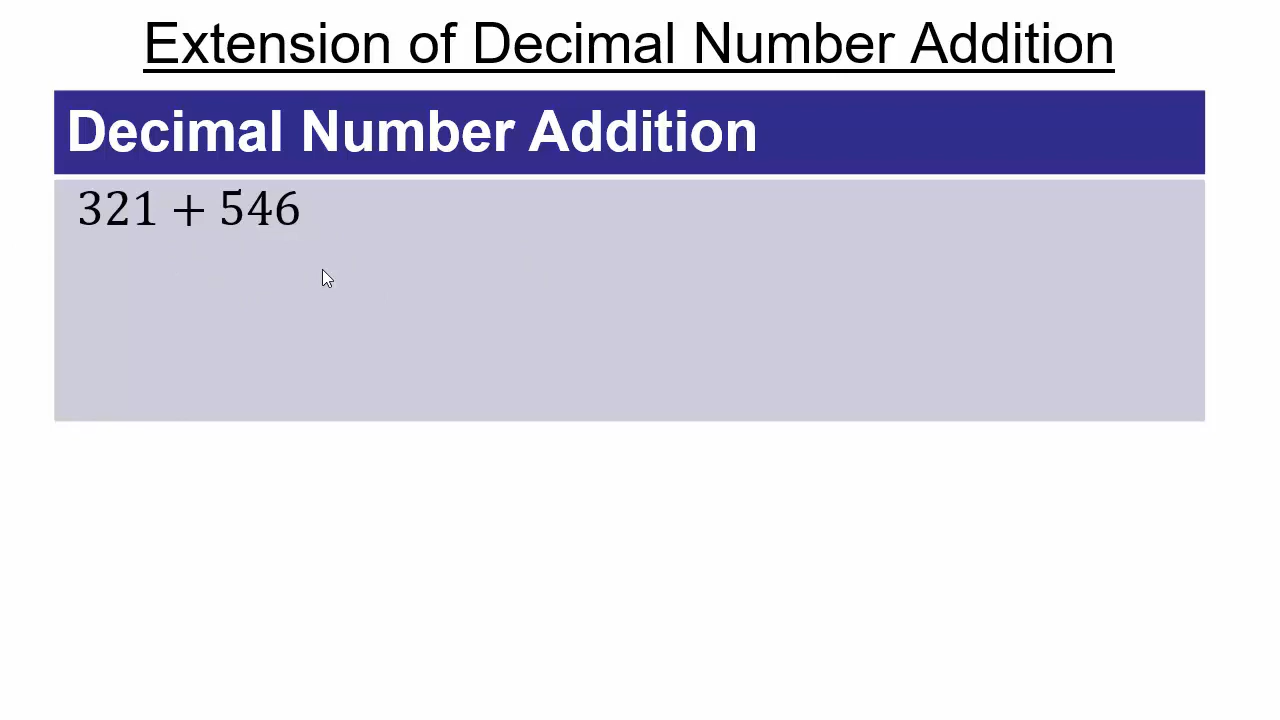 Extension of Decimal Number Addition
Decimal Number Addition
321 + 546